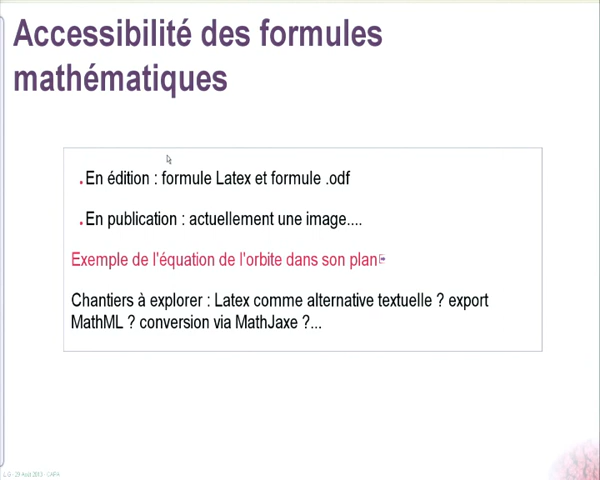 Accessibilité des formules
mathématiques
.En édition : formule Latex et formule .odf
.En publication : actuellement une image....
Exemple de l'équation de l'orbite dans son plan
Chantiers à explorer : Latex comme alternative textuelle ? export
MathML ? conversion via MathJaxe ?...